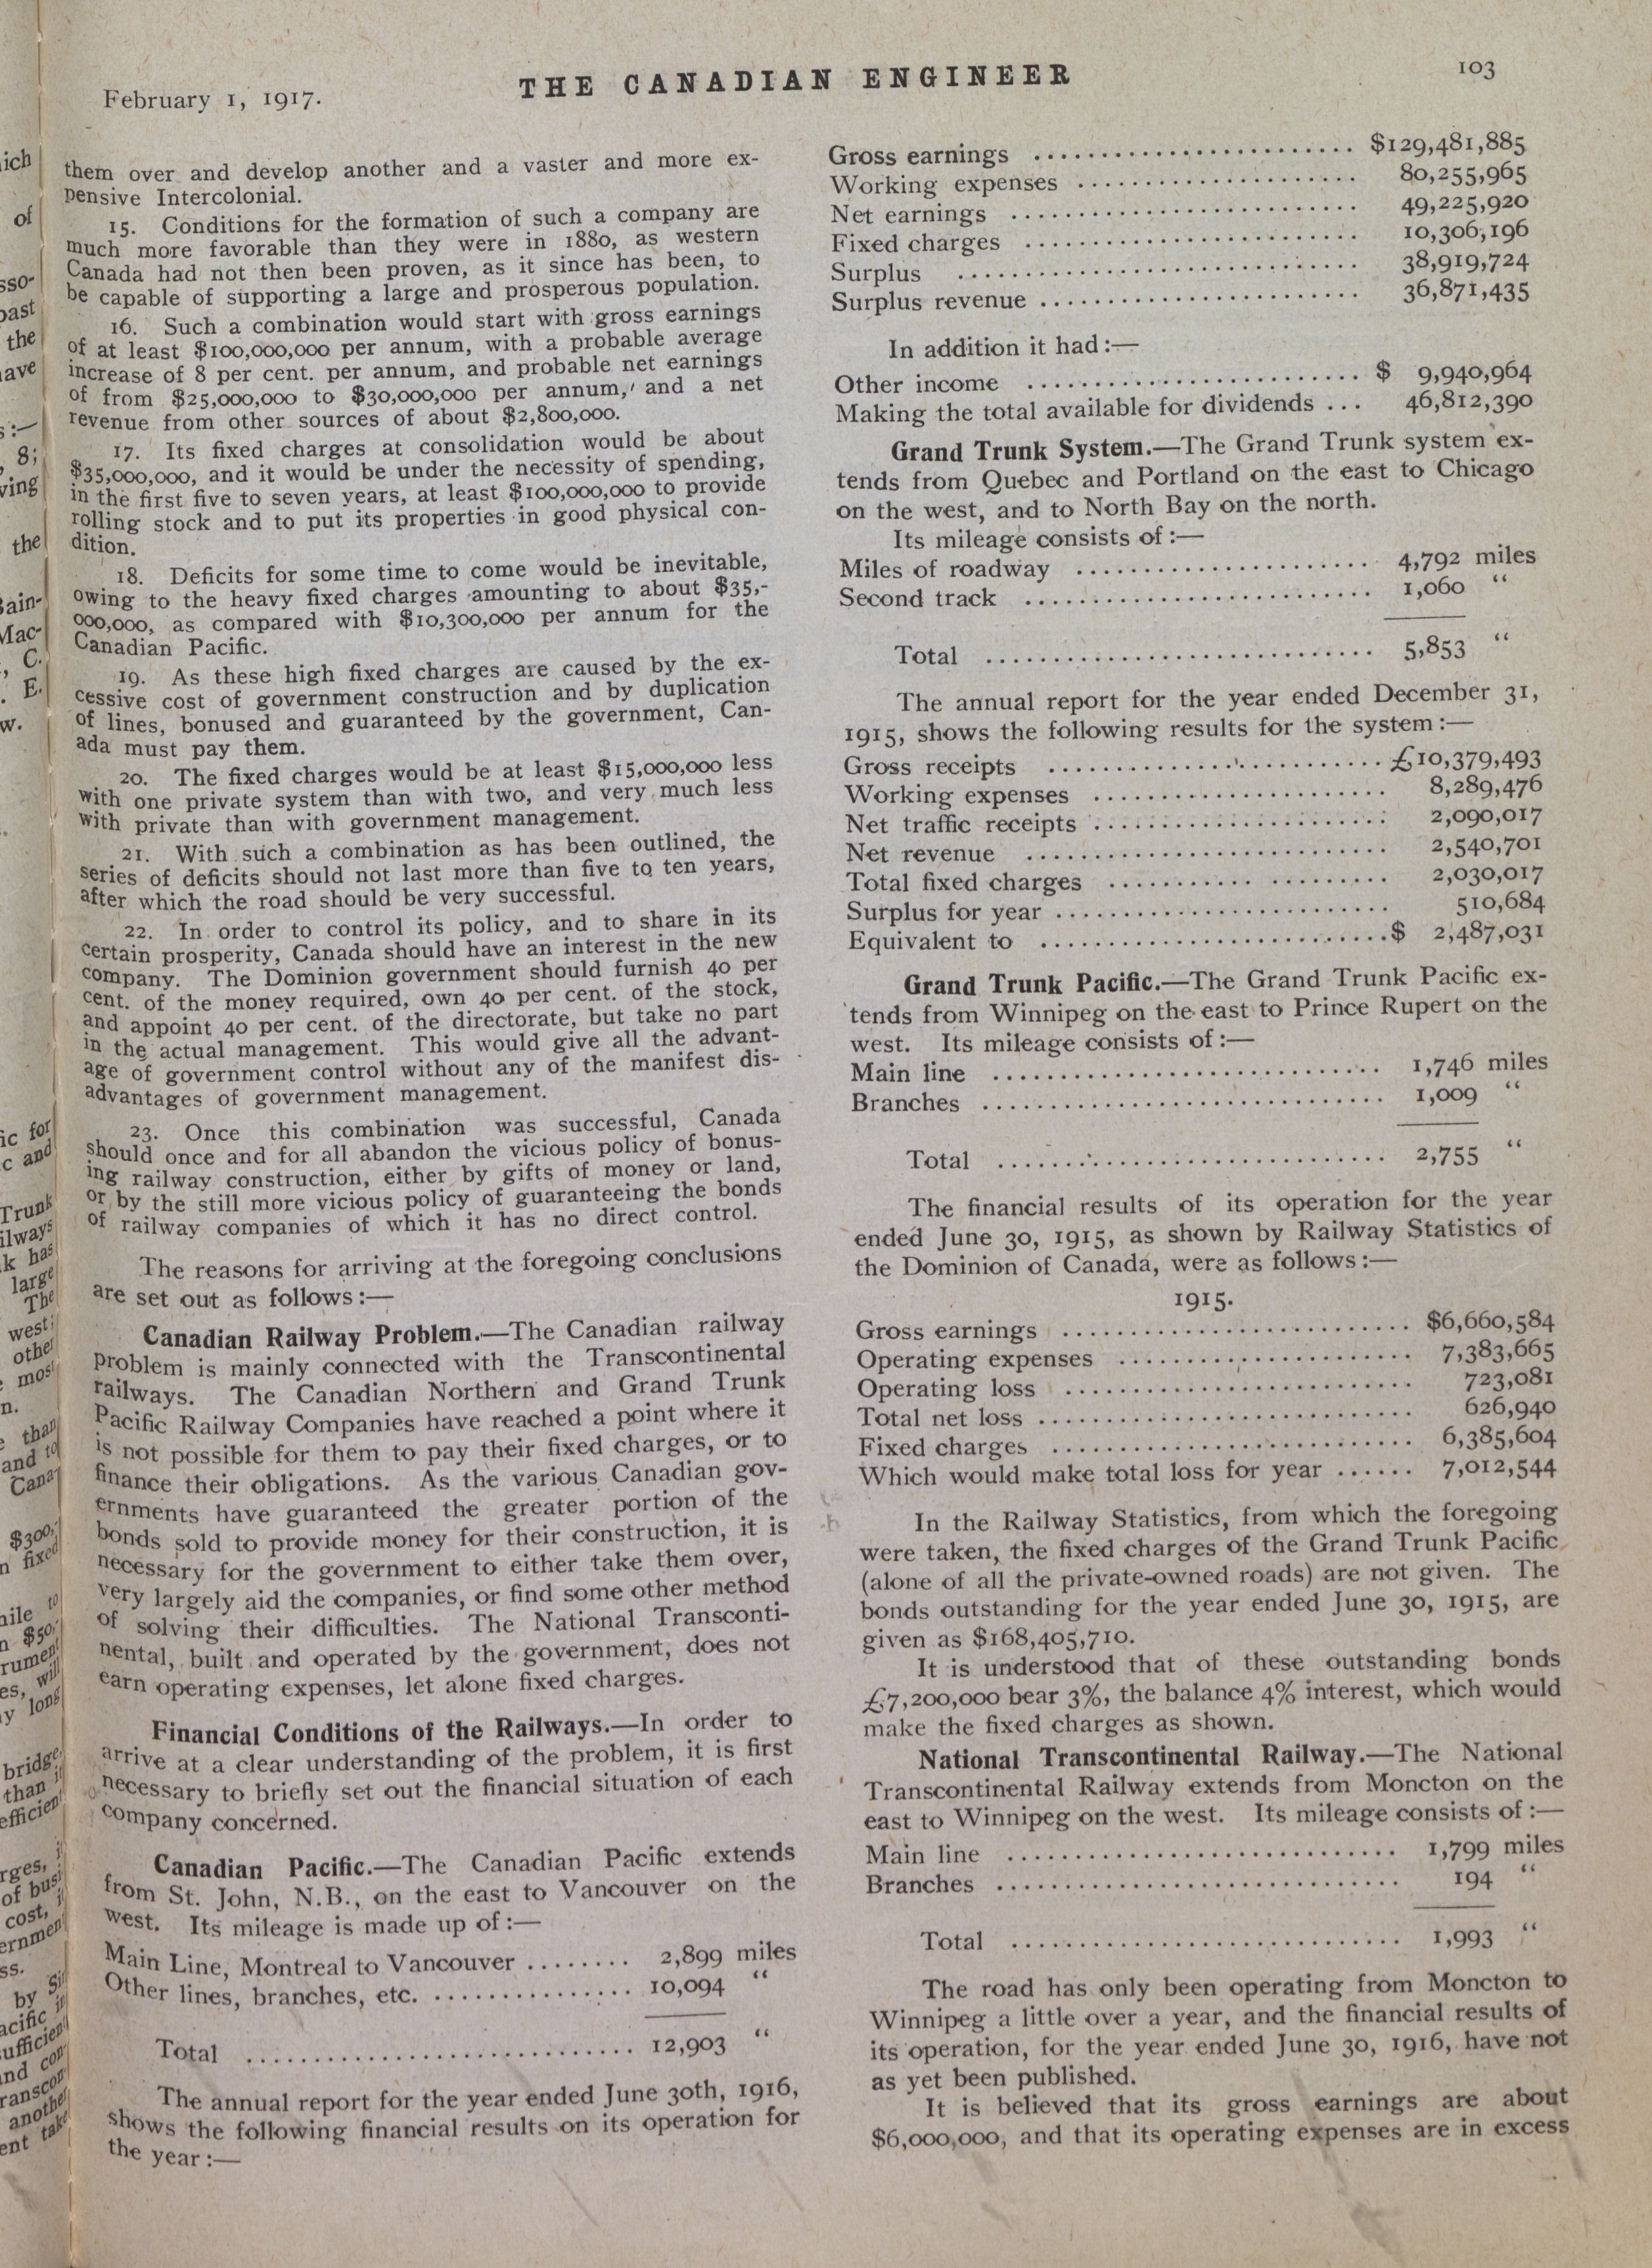 February 1, 1917.
THE CANADIAN ENGINEER
103
them over and develop another and a vaster and more ex-
pensive Intercolonial.
15. Conditions for the formation of such a company are
much more favorable than they were in 1880, as western
Canada had not then been proven, as it since has been, to
be capable of supporting a large and prosperous population.
16. Such a combination would start with gross earnings
of at least $100,000,000 per annum, with a probable average
increase of 8 per cent. per annum, and probable net earnings
of from $25,000,000 to $30,000,000 per annum, and a net
revenue from other sources of about $2,800,000.
17. Its fixed charges at consolidation would be about
$35,000,000, and it would be under the necessity of spending,
in the first five to seven years, at least $100,000,000 to provide
rolling stock and to put its properties in good physical con-
dition.
18. Deficits for some time to come would be inevitable,
owing to the heavy fixed charges amounting to about $35,-
000,000, as compared with $10,300,000 per annum for the
Canadian Pacific.
19. As these high fixed charges are caused by the ex-
cessive cost of government construction and by duplication
of lines, bonused and guaranteed by the government, Can-
ada must pay them.
20. The fixed charges would be at least $15,000,000 less
with one private system than with two, and very much less
with private than with government management.
21. With such a combination as has been outlined, the
series of deficits should not last more than five to ten years,
after which the road should be very successful.
22. In order to control its policy, and to share in its
certain prosperity, Canada should have an interest in the new
company. The Dominion government should furnish 40 per
cent. of the money required, own 40 per cent. of the stock,
and appoint 40 per cent. of the directorate, but take no part
in the actual management. This would give all the advant-
age of government control without any of the manifest dis-
advantages of government management.
23. Once this combination was successful, Canada
should once and for all abandon the vicious policy of bonus-
ing railway construction, either by gifts of money or land,
or by the still more vicious policy of guaranteeing the bonds
of railway companies of which it has no direct control.
The reasons for arriving at the foregoing conclusions
are set out as follows:—
Canadian Railway Problem.—The Canadian railway
problem is mainly connected with the Transcontinental
railways. The Canadian Northern and Grand Trunk
Pacific Railway Companies have reached a point where it
is not possible for them to pay their fixed charges, or to
finance their obligations. As the various Canadian gov-
ernments have guaranteed the greater portion of the
bonds sold to provide money for their construction, it is
necessary for the government to either take them over,
very largely aid the companies, or find some other method
of solving their difficulties. The National Transconti-
nental, built and operated by the government, does not
earn operating expenses, let alone fixed charges.
Financial Conditions of the Railways.—In order to
arrive at a clear understanding of the problem, it is first
necessary to briefly set out the financial situation of each
company concerned.
Canadian Pacific.—The Canadian Pacific extends
from St. John, N.B., on the east to Vancouver on the
west. Its mileage is made up of:—
Main Line, Montreal to Vancouver ........ 2,899 miles
Other lines, branches, etc. ............... 10,094 "
Total ............................. 12,903 "
The annual report for the year ended June 30th, 1916,
shows the following financial results on its operation for
the year:—
Gross earnings ........................ $129,481,885
Working expenses ..................... 80,255,965
Net earnings .......................... 49,225,920
Fixed charges ......................... 10,306,196
Surplus .............................. 38,919,724
Surplus revenue ........................ 36,871,435
In addition it had:—
Other income ......................... $ 9,940,964
Making the total available for dividends ... 46,812,390
Grand Trunk System.—The Grand Trunk system ex-
tends from Quebec and Portland on the east to Chicago
on the west, and to North Bay on the north.
Its mileage consists of:—
Miles of roadway ....................... 4,792 miles
Second track .......................... 1,060 "
Total ............................. 5,853 "
The annual report for the year ended December 31,
1915, shows the following results for the system:—
Gross receipts ......................... £10,379,493
Working expenses ...................... 8,289,476
Net traffic receipts ...................... 2,090,017
Net revenue ........................... 2,540,701
Total fixed charges ..................... 2,030,017
Surplus for year ......................... 510,684
Equivalent to ..........................$ 2,487,031
Grand Trunk Pacific.—The Grand Trunk Pacific ex-
tends from Winnipeg on the east to Prince Rupert on the
west. Its mileage consists of:—
Main line ............................. 1,746 miles
Branches .............................. 1,009 "
Total ............................. 2,755 "
The financial results of its operation for the year
ended June 30, 1915, as shown by Railway Statistics of
the Dominion of Canada, were as follows:—
1915.
Gross earnings .......................... $6,660,584
Operating expenses ...................... 7,383,665
Operating loss .......................... 723,081
Total net loss ............................ 626,940
Fixed charges ........................... 6,385,604
Which would make total loss for year ...... 7,012,544
In the Railway Statistics, from which the foregoing
were taken, the fixed charges of the Grand Trunk Pacific
(alone of all the private-owned roads) are not given. The
bonds outstanding for the year ended June 30, 1915, are
given as $168,405,710.
It is understood that of these outstanding bonds
£7,200,000 bear 3%, the balance 4% interest, which would
make the fixed charges as shown.
National Transcontinental Railway.—The National
Transcontinental Railway extends from Moncton on the
east to Winnipeg on the west. Its mileage consists of:—
Main line ............................. 1,799 miles
Branches .............................. 194 "
Total ............................. 1,993 "
The road has only been operating from Moncton to
Winnipeg a little over a year, and the financial results of
its operation, for the year ended June 30, 1916, have not
as yet been published.
It is believed that its gross earnings are about
$6,000,000, and that its operating expenses are in excess